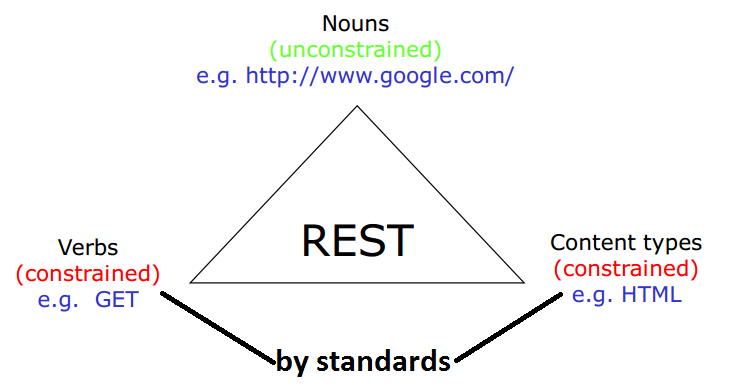 Nouns
(unconstrained)
e.g. http://www.google.com/
REST
Verbs
(constrained)
e.g. GET
Content types
(constrained)
e.g. HTML
by standards